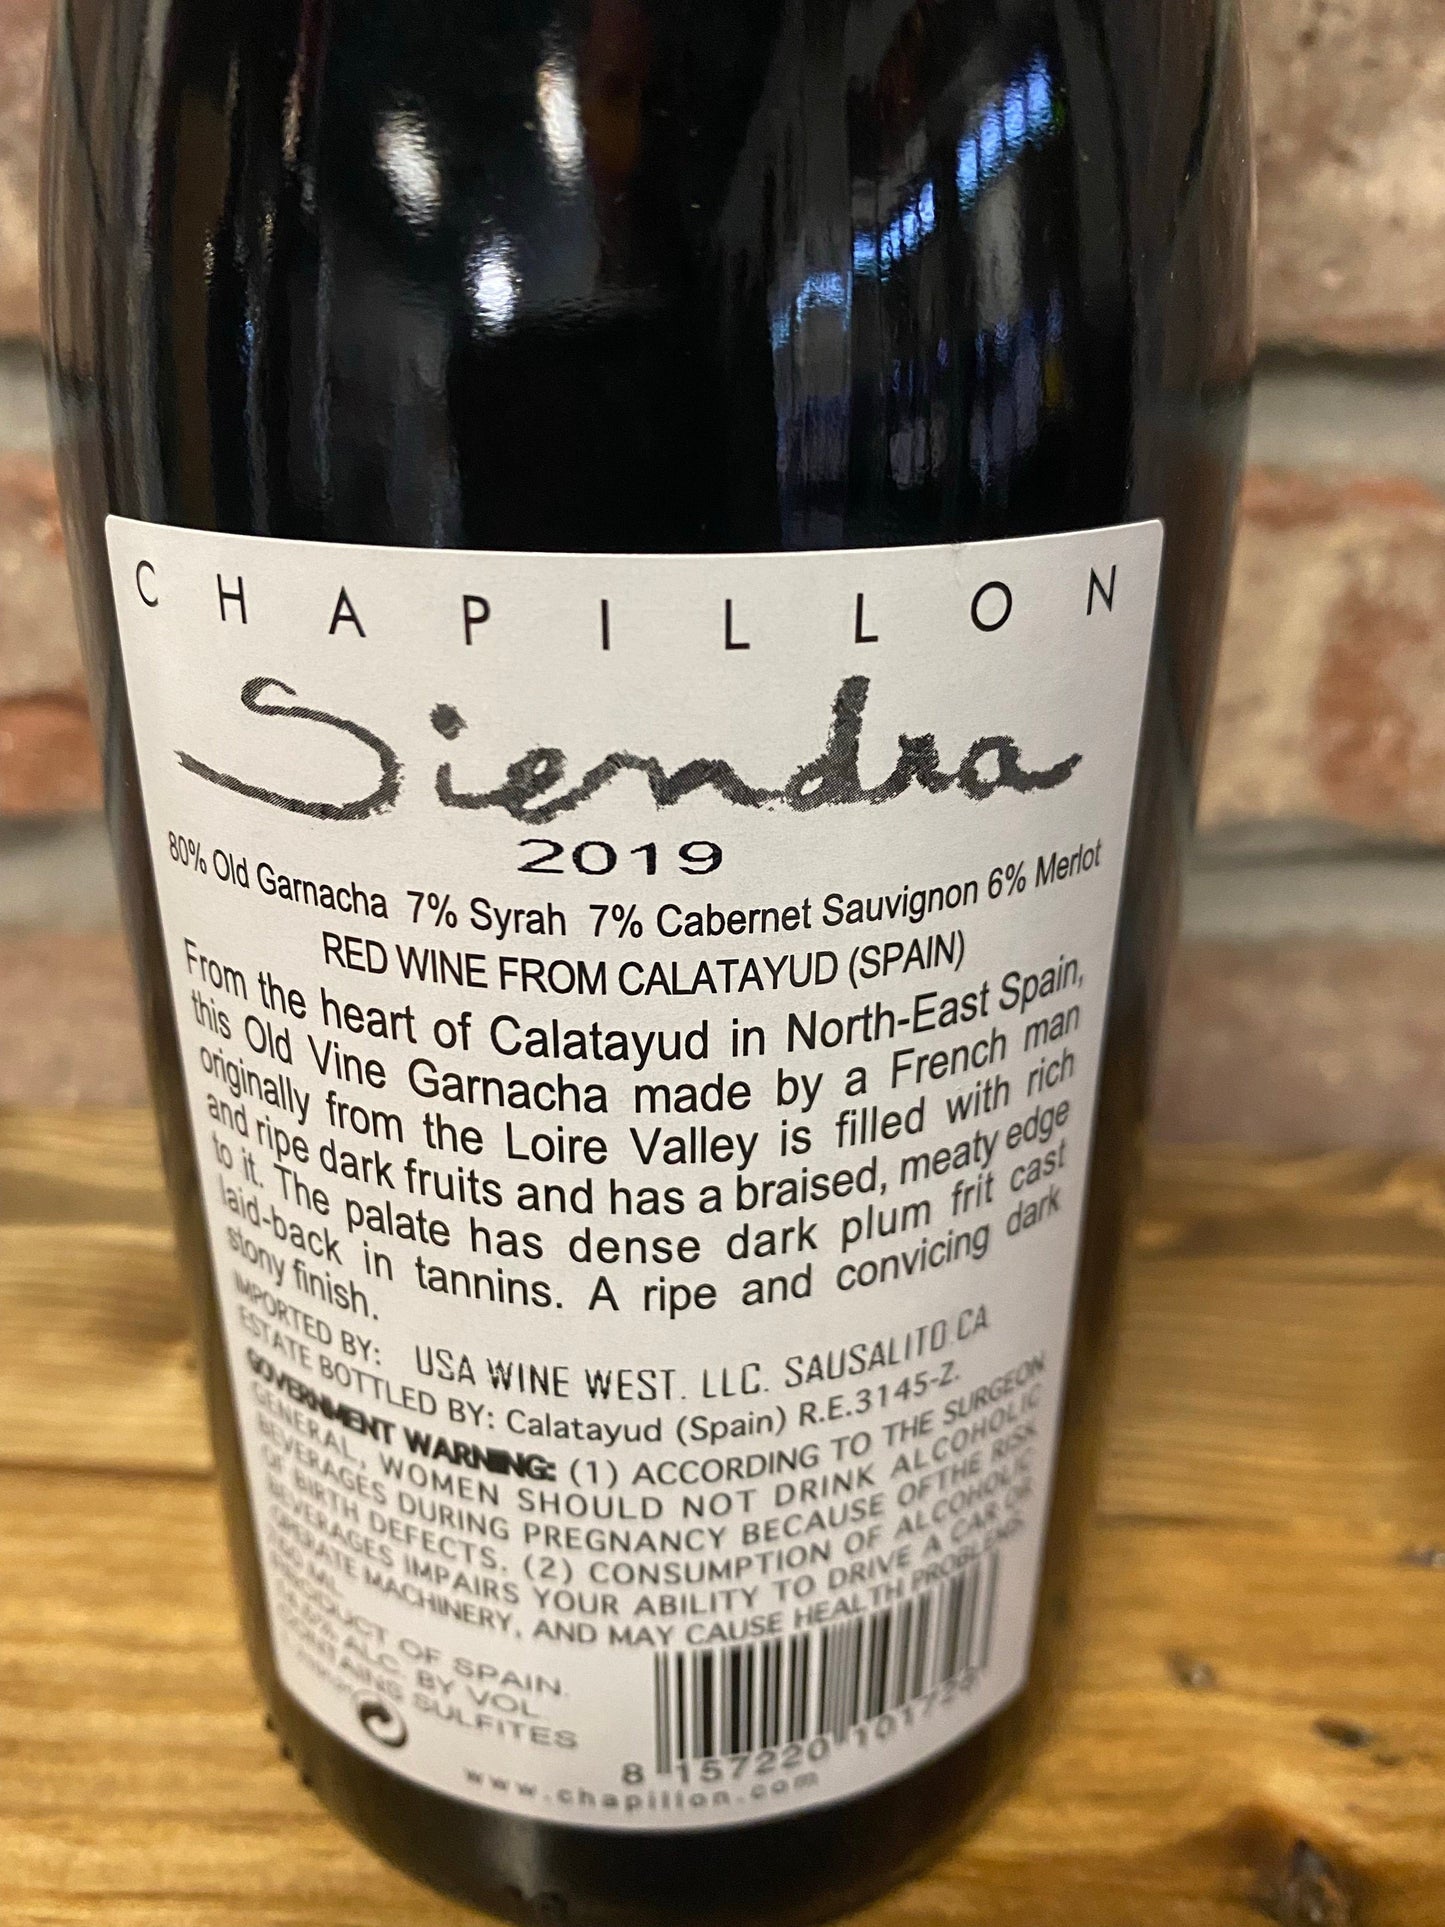 CHAPILLON
Siendra
2019
80% Old Garnacha 7% Syrah 7% Cabernet Sauvignon 6% Merlot
RED WINE FROM CALATAYUD (SPAIN)
From the heart of Calatayud in North-East Spain,
this Old Vine Garnacha made by a French man
originally from the Loire Valley is filled with rich
and ripe dark fruits and has a braised, meaty edge
to it. The palate has dense dark plum frit cast
laid-back in tannins. A ripe and convicing dark
stony finish.
IMPORTED BY: USA WINE WEST. LLC. SAUSALITO.CA
ESTATE BOTTLED BY: Calatayud (Spain) R.E.3145-Z.
GOVERNMENT WARNING: (1) ACCORDING TO THE SURGEON
GENERAL, WOMEN SHOULD NOT DRINK ALCOHOLIC
BEVERAGES DURING PREGNANCY BECAUSE OFTHE RISK
OF BIRTH DEFECTS. (2) CONSUMPTION OF ALCOHOLIC
BEVERAGES IMPAIRS YOUR ABILITY TO DRIVE A CAR OR
OPERATE MACHINERY, AND MAY CAUSE HEALTH PROBLEMS.
750 ML.
PRODUCT OF SPAIN.
ALC. BY VOL.
CONTAINS SULFITES
8 157220 101720
www.chapillon.com